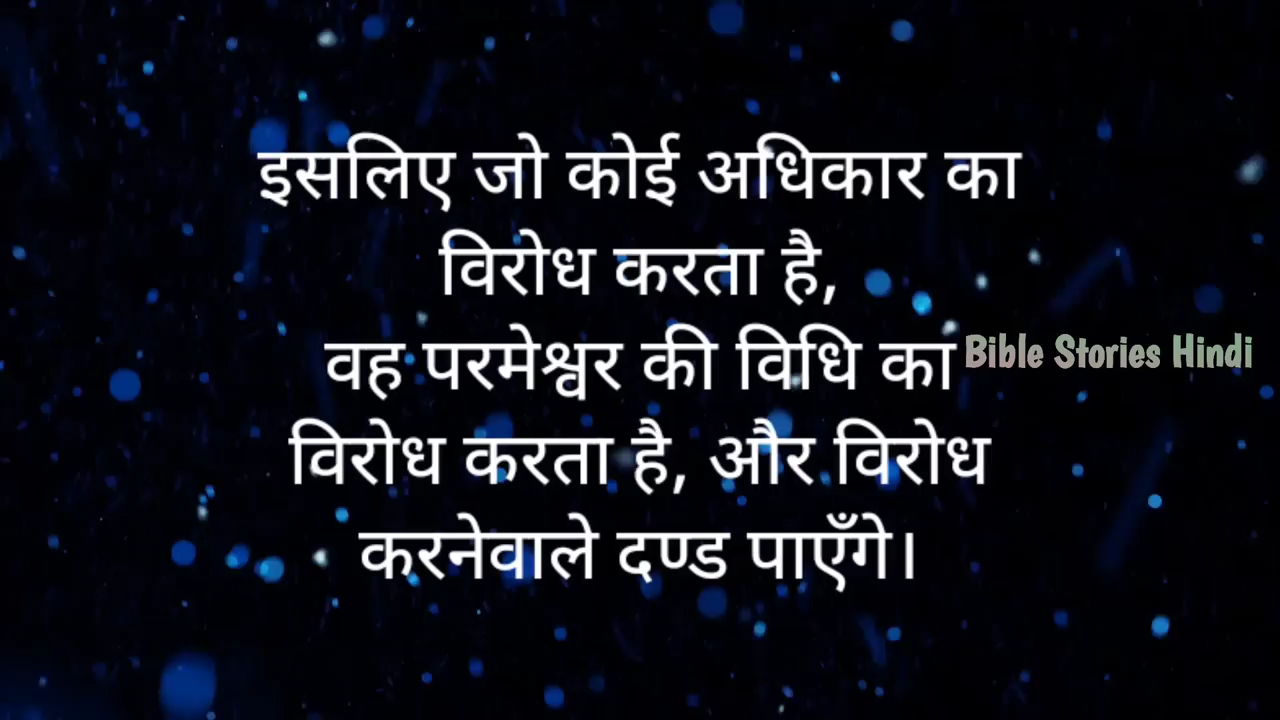 इसलिए जो कोई अधिकार का
विरोध करता है,
वह परमेश्वर की विधि का
Bible Stories Hindi
विरोध करता है, और विरोध
करनेवाले दण्ड पाएँगे।